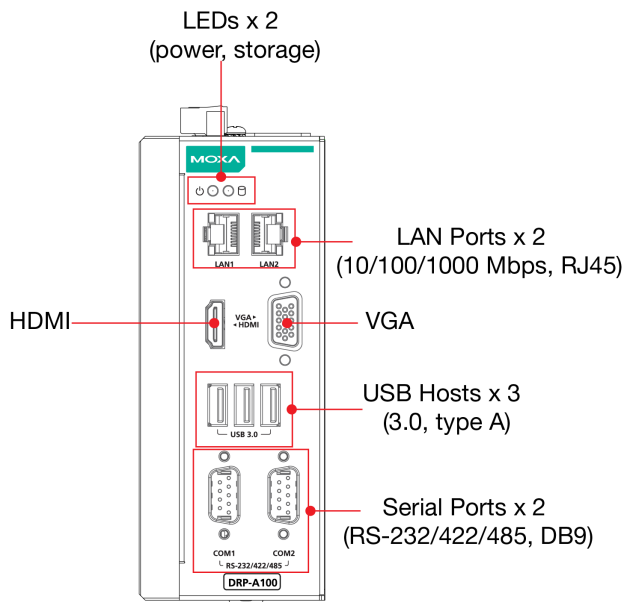 LEDs x 2
(power, storage)
MOXA
LAN1 LAN2
LAN Ports x 2
(10/100/1000 Mbps, RJ45)
HDMI
VGA ▸
◂ HDMI
VGA
USB 3.0
USB Hosts x 3
(3.0, type A)
Serial Ports x 2
(RS-232/422/485, DB9)
COM1 COM2
RS-232/422/485
DRP-A100